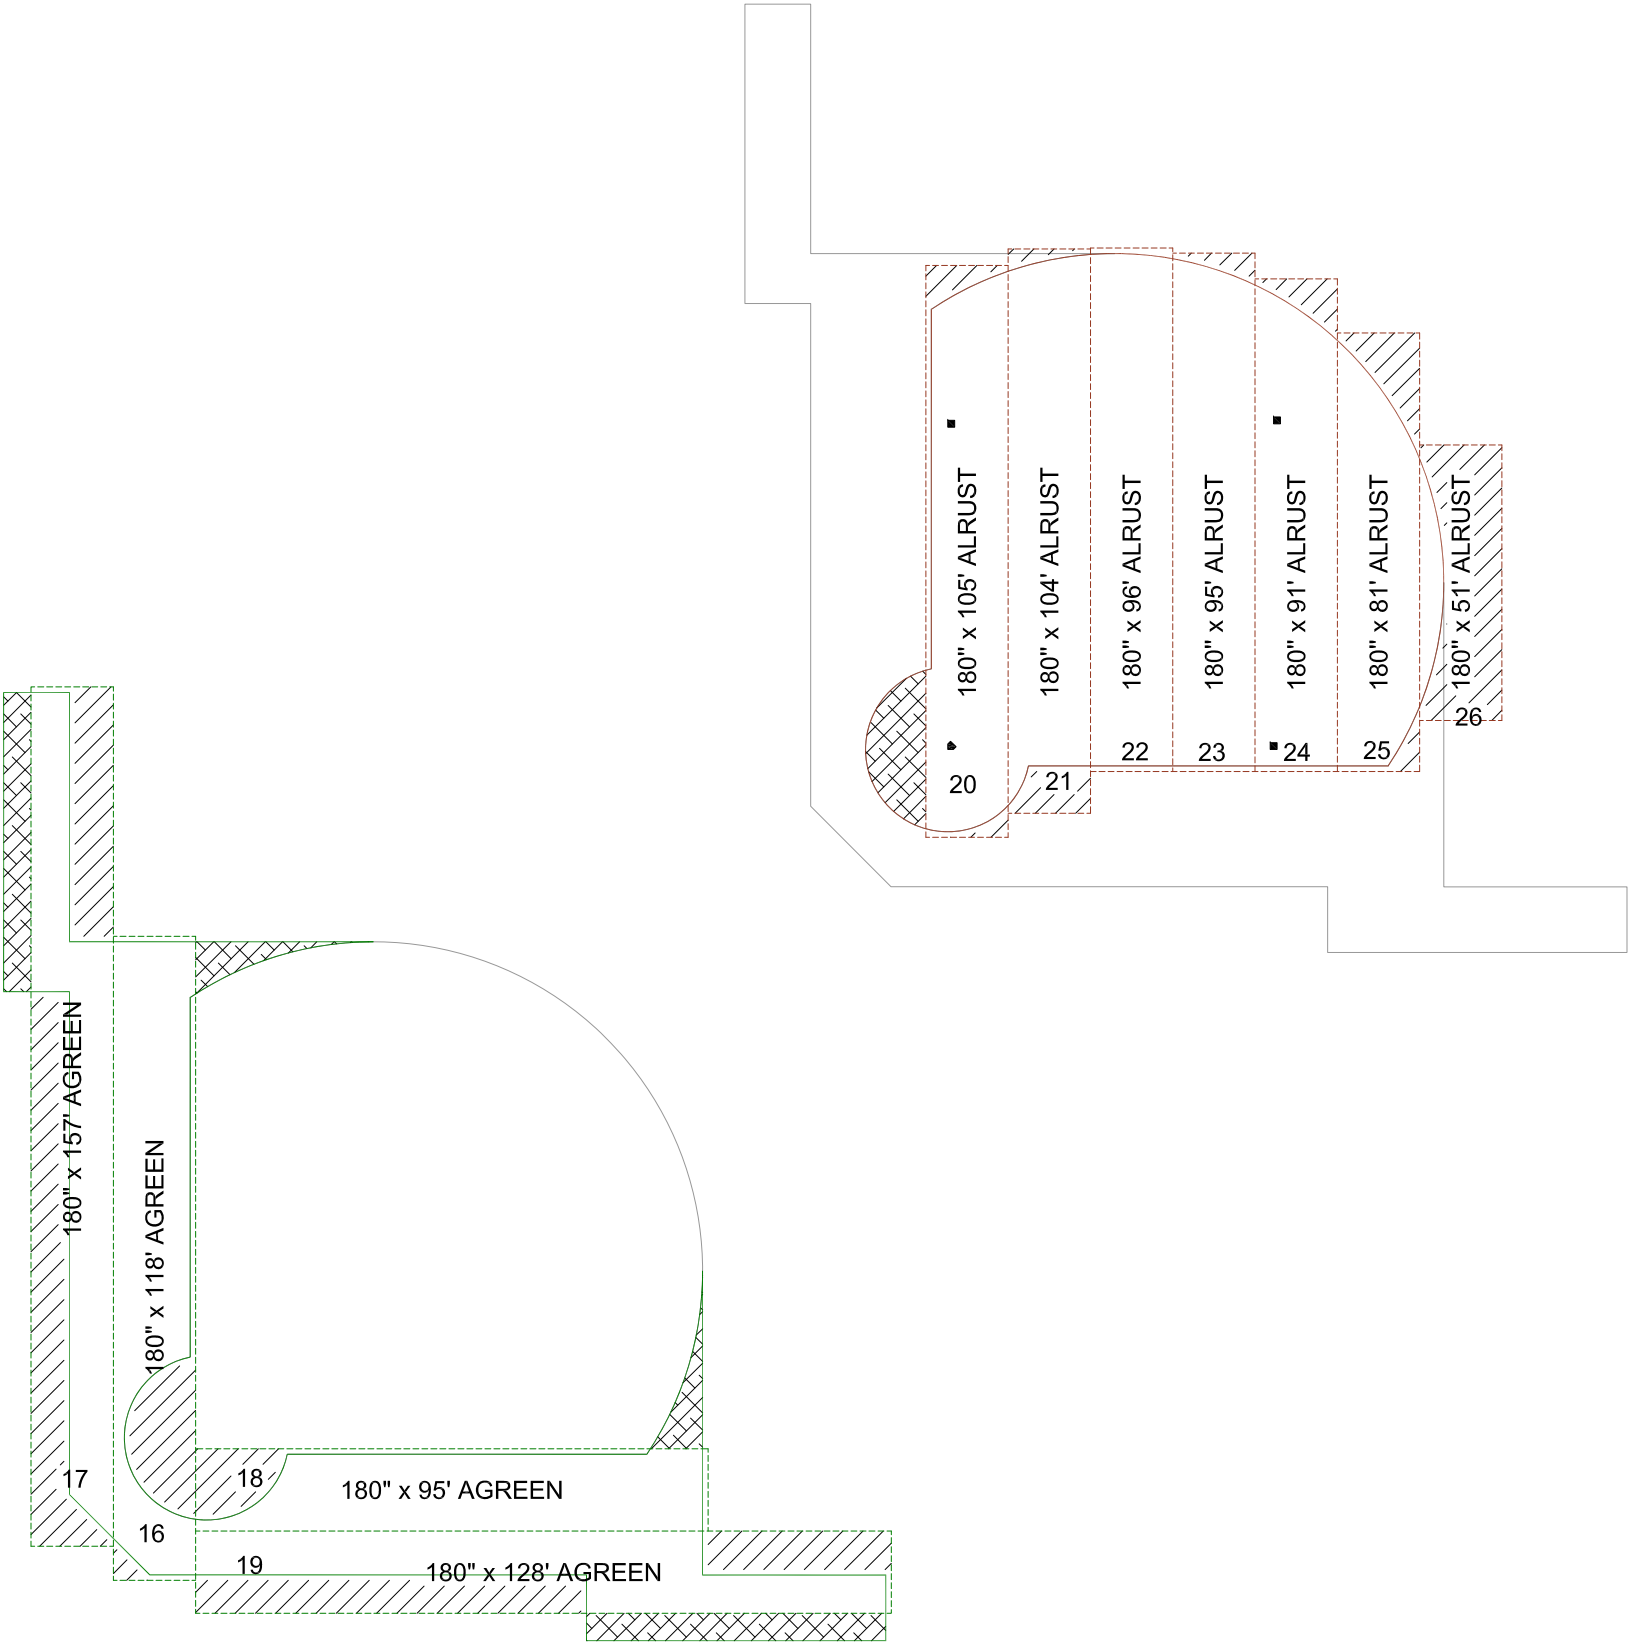 180" x 105' ALRUST
180" x 104' ALRUST
180" x 96' ALRUST
180" x 95' ALRUST
180" x 91' ALRUST
180" x 81' ALRUST
180" x 51' ALRUST
20
21
22
23
24
25
26
180" x 157' AGREEN
180" x 118' AGREEN
17
18
180" x 95' AGREEN
16
19
180" x 128' AGREEN